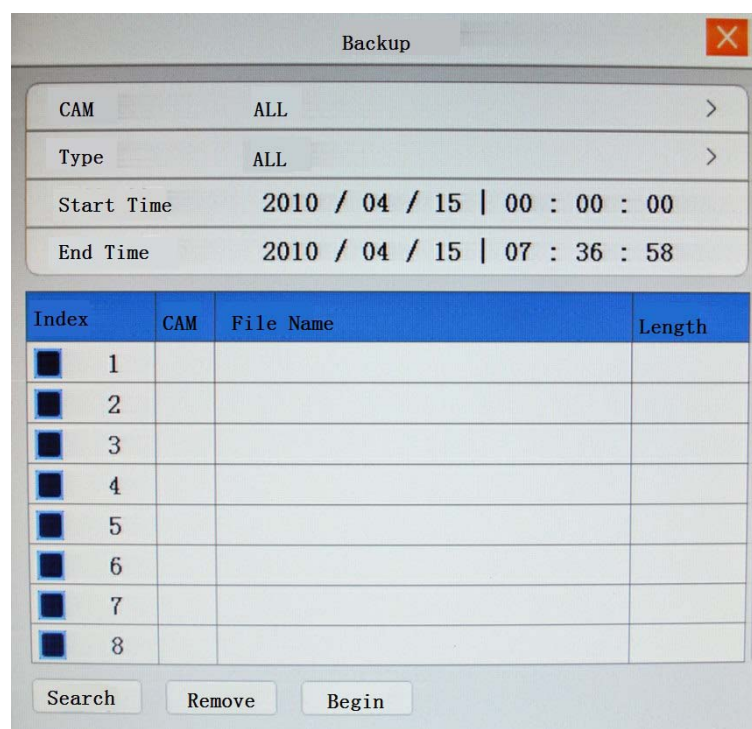 Backup
CAM ALL >
Type ALL >
Start Time 2010 / 04 / 15 | 00 : 00 : 00
End Time 2010 / 04 / 15 | 07 : 36 : 58
Index CAM File Name Length
1
2
3
4
5
6
7
8
Search Remove Begin